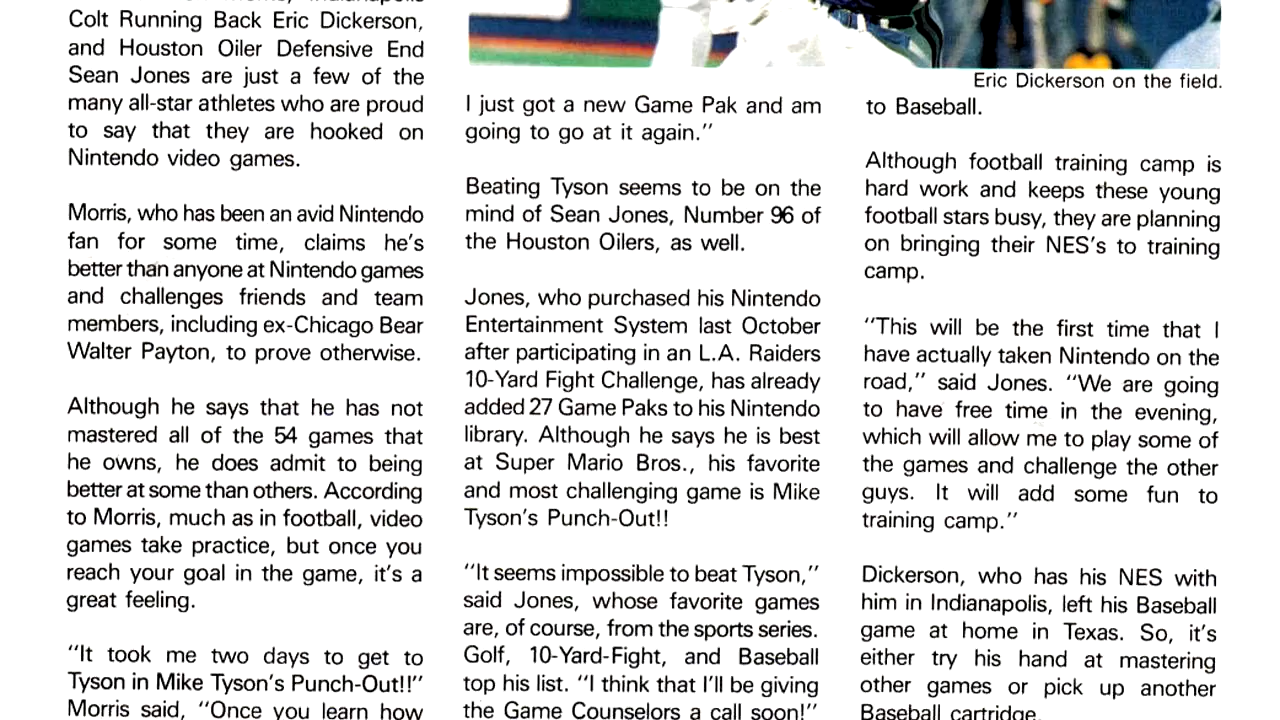 Colt Running Back Eric Dickerson,
and Houston Oiler Defensive End
Sean Jones are just a few of the
many all-star athletes who are proud
to say that they are hooked on
Nintendo video games.
Morris, who has been an avid Nintendo
fan for some time, claims he's
better than anyone at Nintendo games
and challenges friends and team
members, including ex-Chicago Bear
Walter Payton, to prove otherwise.
Although he says that he has not
mastered all of the 54 games that
he owns, he does admit to being
better at some than others. According
to Morris, much as in football, video
games take practice, but once you
reach your goal in the game, it's a
great feeling.
"It took me two days to get to
Tyson in Mike Tyson's Punch-Out!!"
Morris said, "Once you learn how
I just got a new Game Pak and am
going to go at it again."
Beating Tyson seems to be on the
mind of Sean Jones, Number 96 of
the Houston Oilers, as well.
Jones, who purchased his Nintendo
Entertainment System last October
after participating in an L.A. Raiders
10-Yard Fight Challenge, has already
added 27 Game Paks to his Nintendo
library. Although he says he is best
at Super Mario Bros., his favorite
and most challenging game is Mike
Tyson's Punch-Out!!
"It seems impossible to beat Tyson,"
said Jones, whose favorite games
are, of course, from the sports series.
Golf, 10-Yard-Fight, and Baseball
top his list. "I think that I'll be giving
the Game Counselors a call soon!"
Eric Dickerson on the field.
to Baseball.
Although football training camp is
hard work and keeps these young
football stars busy, they are planning
on bringing their NES's to training
camp.
"This will be the first time that I
have actually taken Nintendo on the
road," said Jones. "We are going
to have free time in the evening,
which will allow me to play some of
the games and challenge the other
guys. It will add some fun to
training camp."
Dickerson, who has his NES with
him in Indianapolis, left his Baseball
game at home in Texas. So, it's
either try his hand at mastering
other games or pick up another
Baseball cartridge.